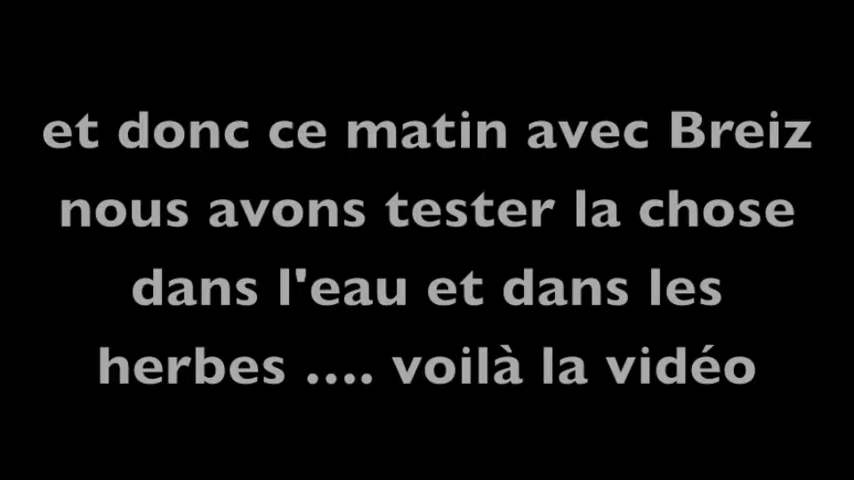 et donc ce matin avec Breiz
nous avons tester la chose
dans l'eau et dans les
herbes .... voilà la vidéo